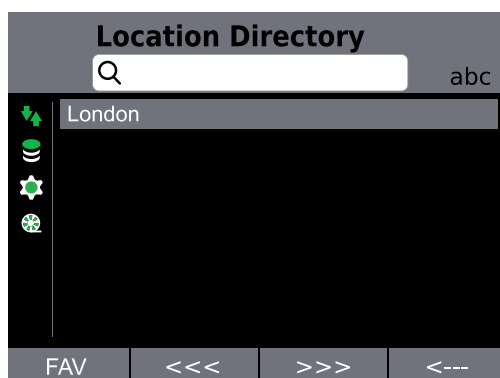 Location Directory
abc
London
FAV <<< >>> <---